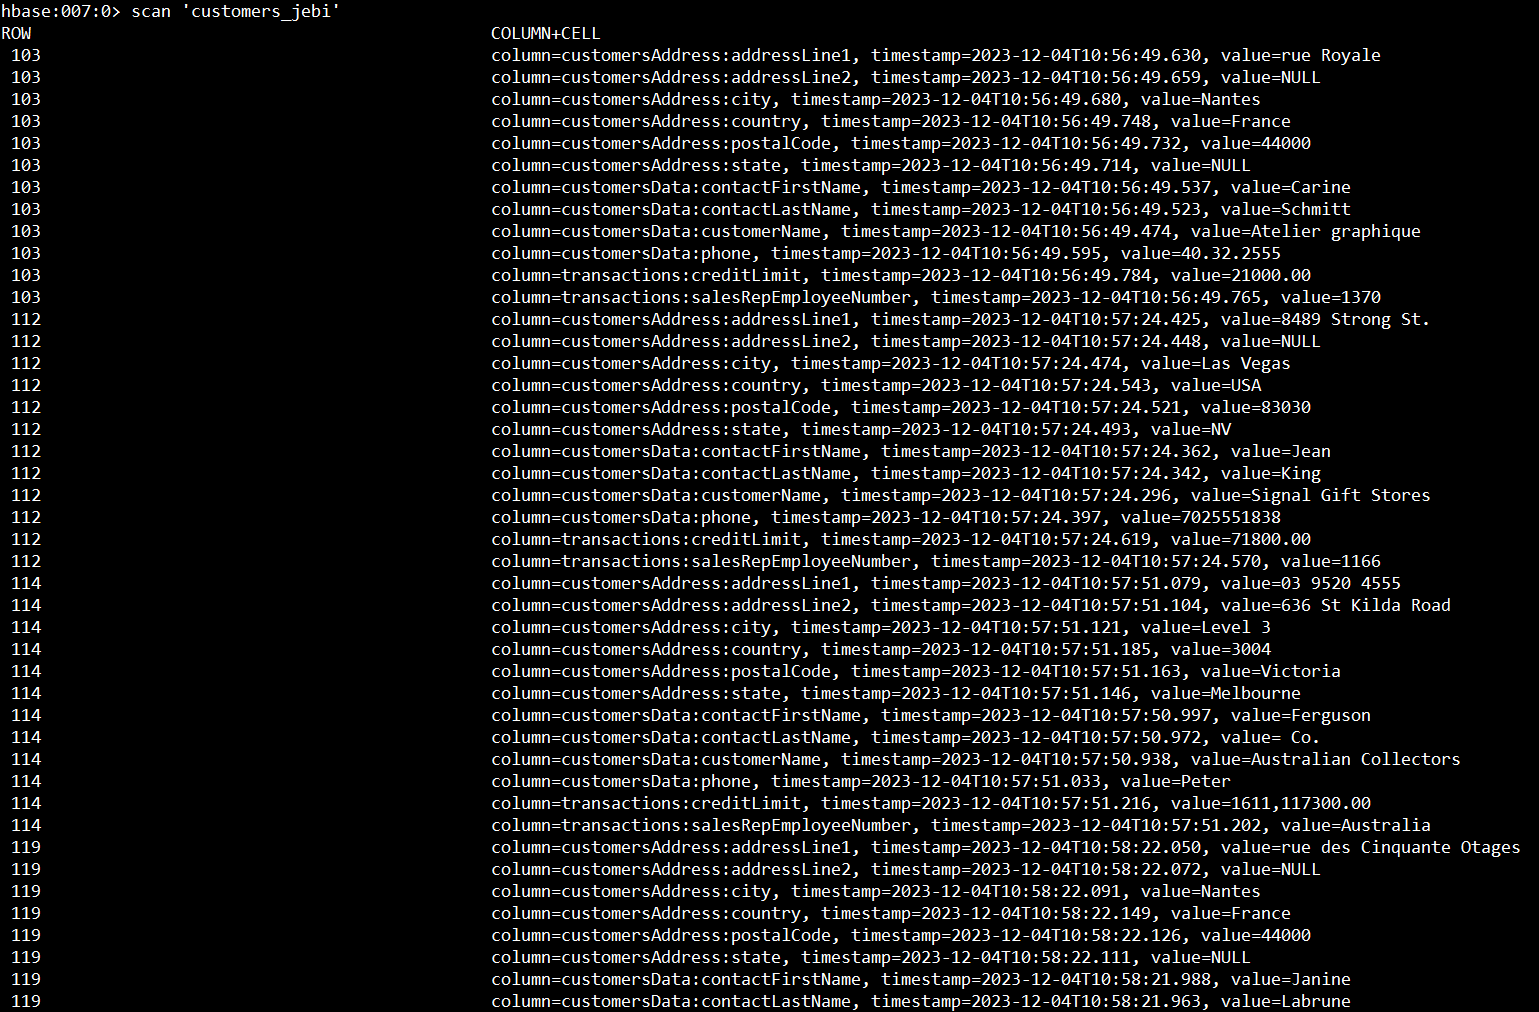 hbase:007:0> scan 'customers_jebi'
ROW COLUMN+CELL
103 column=customersAddress:addressLine1, timestamp=2023-12-04T10:56:49.630, value=rue Royale
103 column=customersAddress:addressLine2, timestamp=2023-12-04T10:56:49.659, value=NULL
103 column=customersAddress:city, timestamp=2023-12-04T10:56:49.680, value=Nantes
103 column=customersAddress:country, timestamp=2023-12-04T10:56:49.748, value=France
103 column=customersAddress:postalCode, timestamp=2023-12-04T10:56:49.732, value=44000
103 column=customersAddress:state, timestamp=2023-12-04T10:56:49.714, value=NULL
103 column=customersData:contactFirstName, timestamp=2023-12-04T10:56:49.537, value=Carine
103 column=customersData:contactLastName, timestamp=2023-12-04T10:56:49.523, value=Schmitt
103 column=customersData:customerName, timestamp=2023-12-04T10:56:49.474, value=Atelier graphique
103 column=customersData:phone, timestamp=2023-12-04T10:56:49.595, value=40.32.2555
103 column=transactions:creditLimit, timestamp=2023-12-04T10:56:49.784, value=21000.00
103 column=transactions:salesRepEmployeeNumber, timestamp=2023-12-04T10:56:49.765, value=1370
112 column=customersAddress:addressLine1, timestamp=2023-12-04T10:57:24.425, value=8489 Strong St.
112 column=customersAddress:addressLine2, timestamp=2023-12-04T10:57:24.448, value=NULL
112 column=customersAddress:city, timestamp=2023-12-04T10:57:24.474, value=Las Vegas
112 column=customersAddress:country, timestamp=2023-12-04T10:57:24.543, value=USA
112 column=customersAddress:postalCode, timestamp=2023-12-04T10:57:24.521, value=83030
112 column=customersAddress:state, timestamp=2023-12-04T10:57:24.493, value=NV
112 column=customersData:contactFirstName, timestamp=2023-12-04T10:57:24.362, value=Jean
112 column=customersData:contactLastName, timestamp=2023-12-04T10:57:24.342, value=King
112 column=customersData:customerName, timestamp=2023-12-04T10:57:24.296, value=Signal Gift Stores
112 column=customersData:phone, timestamp=2023-12-04T10:57:24.397, value=7025551838
112 column=transactions:creditLimit, timestamp=2023-12-04T10:57:24.619, value=71800.00
112 column=transactions:salesRepEmployeeNumber, timestamp=2023-12-04T10:57:24.570, value=1166
114 column=customersAddress:addressLine1, timestamp=2023-12-04T10:57:51.079, value=03 9520 4555
114 column=customersAddress:addressLine2, timestamp=2023-12-04T10:57:51.104, value=636 St Kilda Road
114 column=customersAddress:city, timestamp=2023-12-04T10:57:51.121, value=Level 3
114 column=customersAddress:country, timestamp=2023-12-04T10:57:51.185, value=3004
114 column=customersAddress:postalCode, timestamp=2023-12-04T10:57:51.163, value=Victoria
114 column=customersAddress:state, timestamp=2023-12-04T10:57:51.146, value=Melbourne
114 column=customersData:contactFirstName, timestamp=2023-12-04T10:57:50.997, value=Ferguson
114 column=customersData:contactLastName, timestamp=2023-12-04T10:57:50.972, value= Co.
114 column=customersData:customerName, timestamp=2023-12-04T10:57:50.938, value=Australian Collectors
114 column=customersData:phone, timestamp=2023-12-04T10:57:51.033, value=Peter
114 column=transactions:creditLimit, timestamp=2023-12-04T10:57:51.216, value=1611,117300.00
114 column=transactions:salesRepEmployeeNumber, timestamp=2023-12-04T10:57:51.202, value=Australia
119 column=customersAddress:addressLine1, timestamp=2023-12-04T10:58:22.050, value=rue des Cinquante Otages
119 column=customersAddress:addressLine2, timestamp=2023-12-04T10:58:22.072, value=NULL
119 column=customersAddress:city, timestamp=2023-12-04T10:58:22.091, value=Nantes
119 column=customersAddress:country, timestamp=2023-12-04T10:58:22.149, value=France
119 column=customersAddress:postalCode, timestamp=2023-12-04T10:58:22.126, value=44000
119 column=customersAddress:state, timestamp=2023-12-04T10:58:22.111, value=NULL
119 column=customersData:contactFirstName, timestamp=2023-12-04T10:58:21.988, value=Janine
119 column=customersData:contactLastName, timestamp=2023-12-04T10:58:21.963, value=Labrune